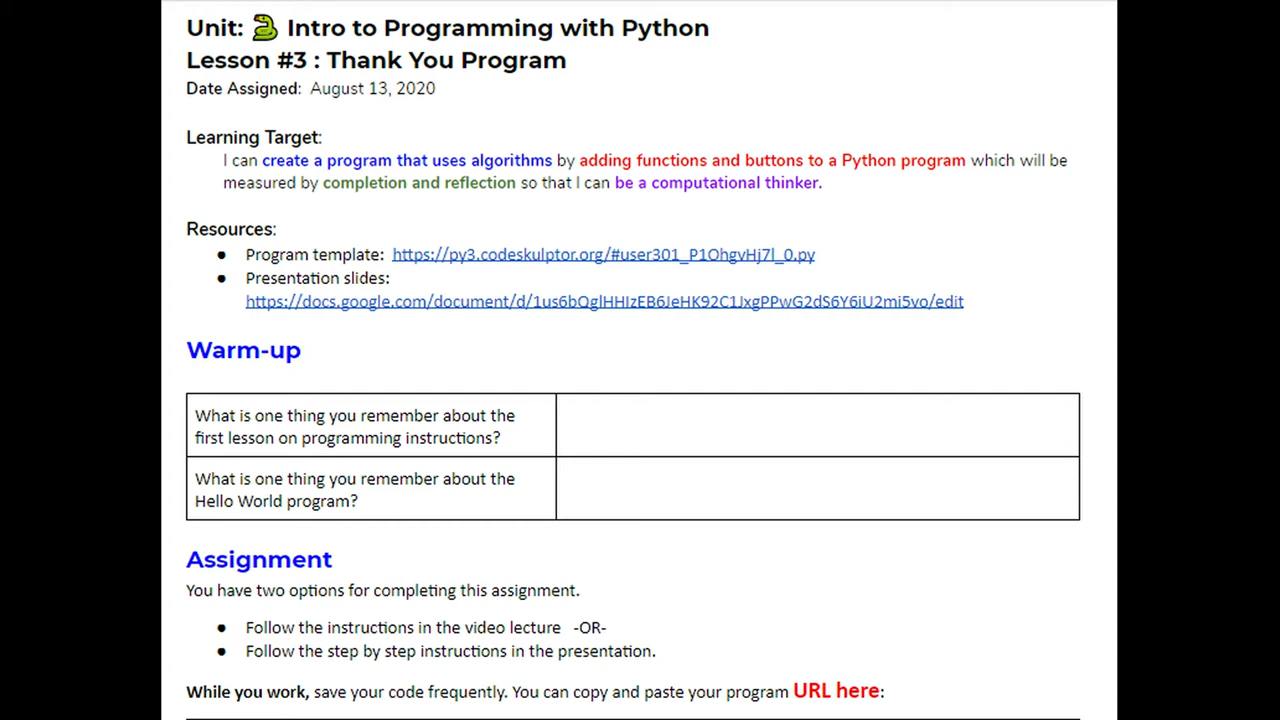 Unit: 🐍 Intro to Programming with Python
Lesson #3 : Thank You Program
Date Assigned: August 13, 2020
Learning Target:
I can create a program that uses algorithms by adding functions and buttons to a Python program which will be
measured by completion and reflection so that I can be a computational thinker.
Resources:
● Program template: https://py3.codeskulptor.org/#user301_P1OhgvHj7l_0.py
● Presentation slides:
https://docs.google.com/document/d/1us6bQglHHIzEB6JeHK92C1JxgPPwG2dS6Y6iU2mi5vo/edit
Warm-up
What is one thing you remember about the
first lesson on programming instructions?
What is one thing you remember about the
Hello World program?
Assignment
You have two options for completing this assignment.
● Follow the instructions in the video lecture -OR-
● Follow the step by step instructions in the presentation.
While you work, save your code frequently. You can copy and paste your program URL here: